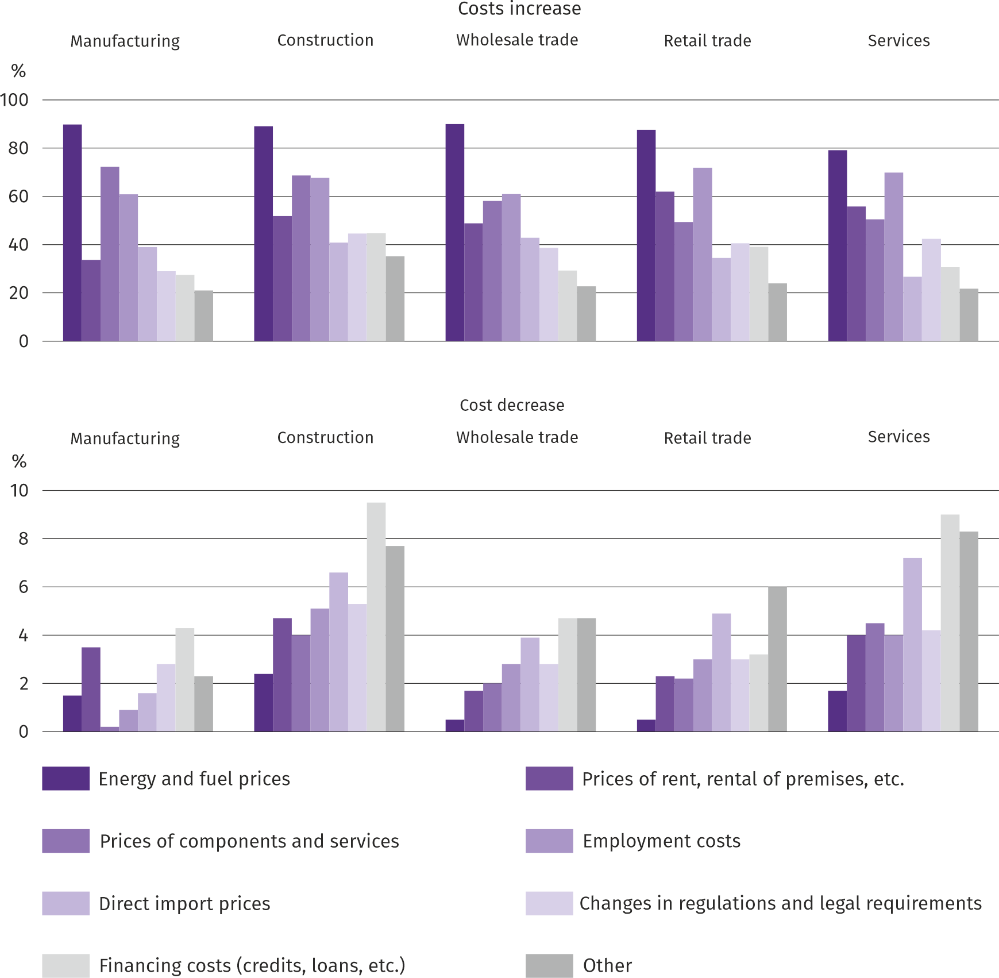 Costs increase
Manufacturing Construction Wholesale trade Retail trade Services
%
100
80
60
40
20
0
Cost decrease
Manufacturing Construction Wholesale trade Retail trade Services
%
10
8
6
4
2
0
Energy and fuel prices Prices of rent, rental of premises, etc.
Prices of components and services Employment costs
Direct import prices Changes in regulations and legal requirements
Financing costs (credits, loans, etc.) Other